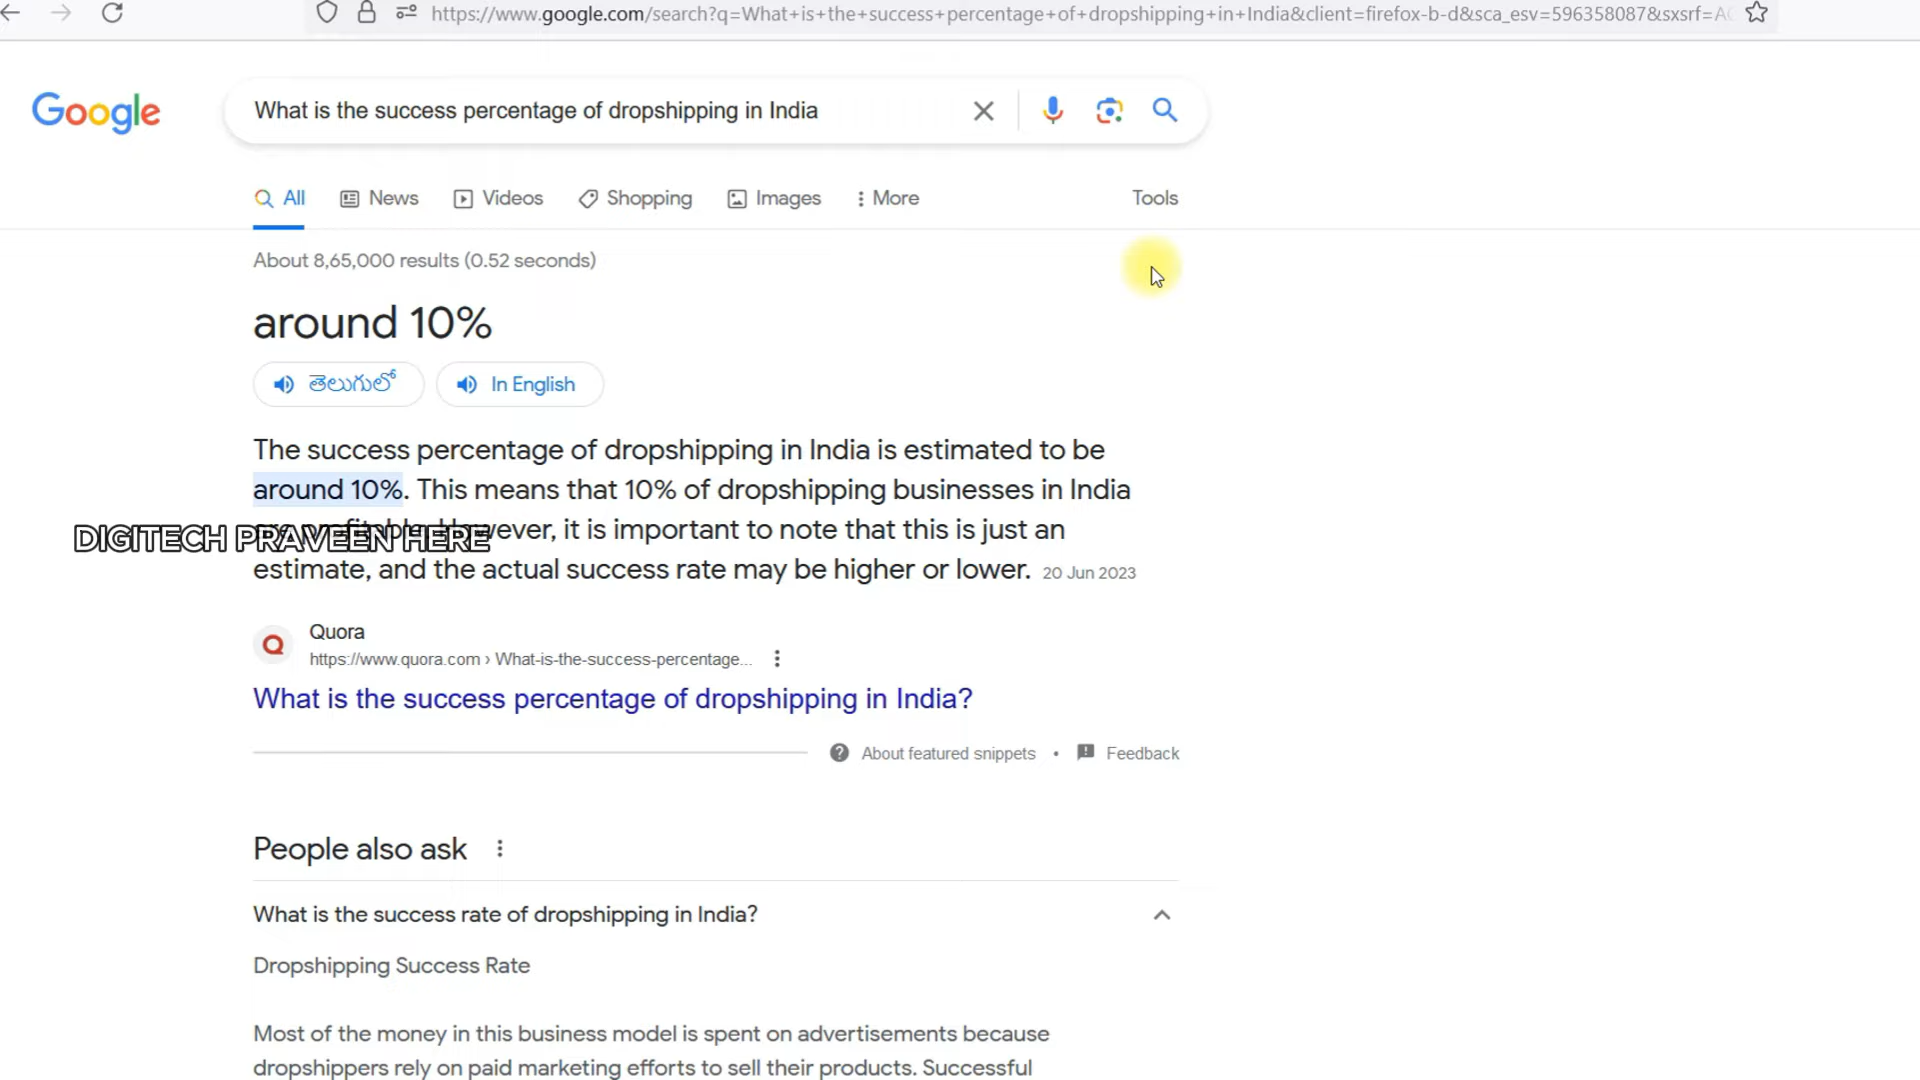 https://www.google.com/search?q=What+is+the+success+percentage+of+dropshipping+in+India&client=firefox-b-d&sca_esv=596358087&sxsrf=A
Google
What is the success percentage of dropshipping in India
All
News
Videos
Shopping
Images
More
Tools
About 8,65,000 results (0.52 seconds)
around 10%
తెలుగులో
In English
The success percentage of dropshipping in India is estimated to be
around 10%. This means that 10% of dropshipping businesses in India
are profitable. However, it is important to note that this is just an
DIGITECH PRAVEEN HERE
estimate, and the actual success rate may be higher or lower. 20 Jun 2023
Quora
https://www.quora.com › What-is-the-success-percentage...
What is the success percentage of dropshipping in India?
About featured snippets • Feedback
People also ask
What is the success rate of dropshipping in India?
Dropshipping Success Rate
Most of the money in this business model is spent on advertisements because
dropshippers rely on paid marketing efforts to sell their products. Successful